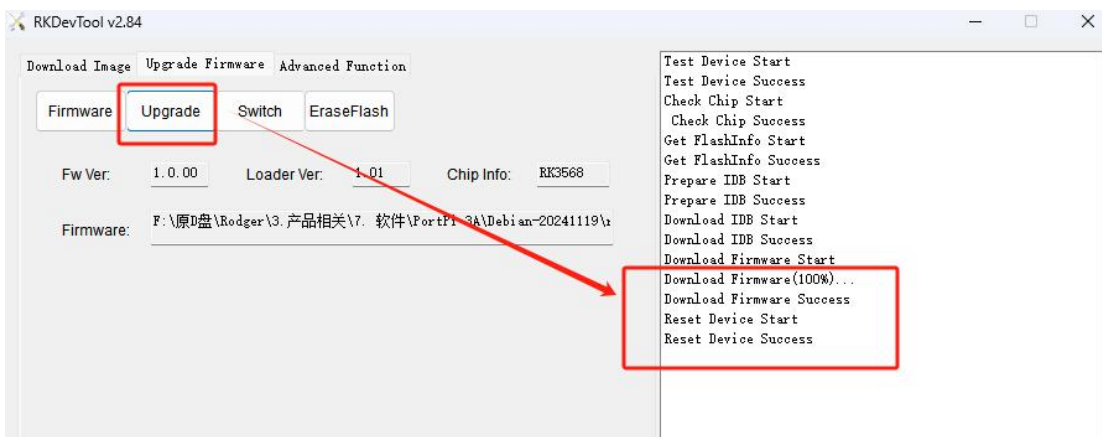 RKDevTool v2.84
Download Image Upgrade Firmware Advanced Function
Firmware Upgrade Switch EraseFlash
Fw Ver: 1.0.00 Loader Ver: 1.01 Chip Info: RK3568
Firmware: F:\原D盘\Rodger\3.产品相关\7. 软件\PortPi-3A\Debian-20241119\
Test Device Start
Test Device Success
Check Chip Start
Check Chip Success
Get FlashInfo Start
Get FlashInfo Success
Prepare IDB Start
Prepare IDB Success
Download IDB Start
Download IDB Success
Download Firmware Start
Download Firmware(100%)...
Download Firmware Success
Reset Device Start
Reset Device Success